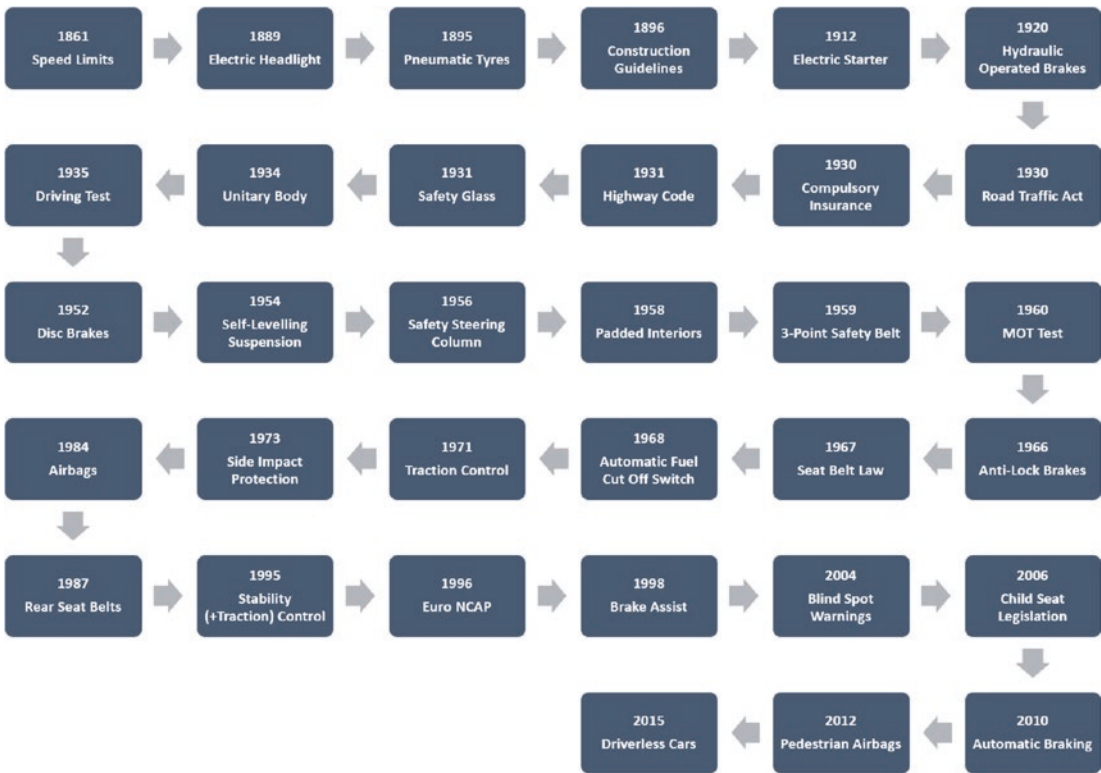 1861
Speed Limits
1889
Electric Headlight
1895
Pneumatic Tyres
1896
Construction
Guidelines
1912
Electric Starter
1920
Hydraulic
Operated Brakes
1930
Road Traffic Act
1930
Compulsory
Insurance
1931
Highway Code
1931
Safety Glass
1934
Unitary Body
1935
Driving Test
1952
Disc Brakes
1954
Self-Levelling
Suspension
1956
Safety Steering
Column
1958
Padded Interiors
1959
3-Point Safety Belt
1960
MOT Test
1966
Anti-Lock Brakes
1967
Seat Belt Law
1968
Automatic Fuel
Cut Off Switch
1971
Traction Control
1973
Side Impact
Protection
1984
Airbags
1987
Rear Seat Belts
1995
Stability
(+Traction) Control
1996
Euro NCAP
1998
Brake Assist
2004
Blind Spot
Warnings
2006
Child Seat
Legislation
2010
Automatic Braking
2012
Pedestrian Airbags
2015
Driverless Cars